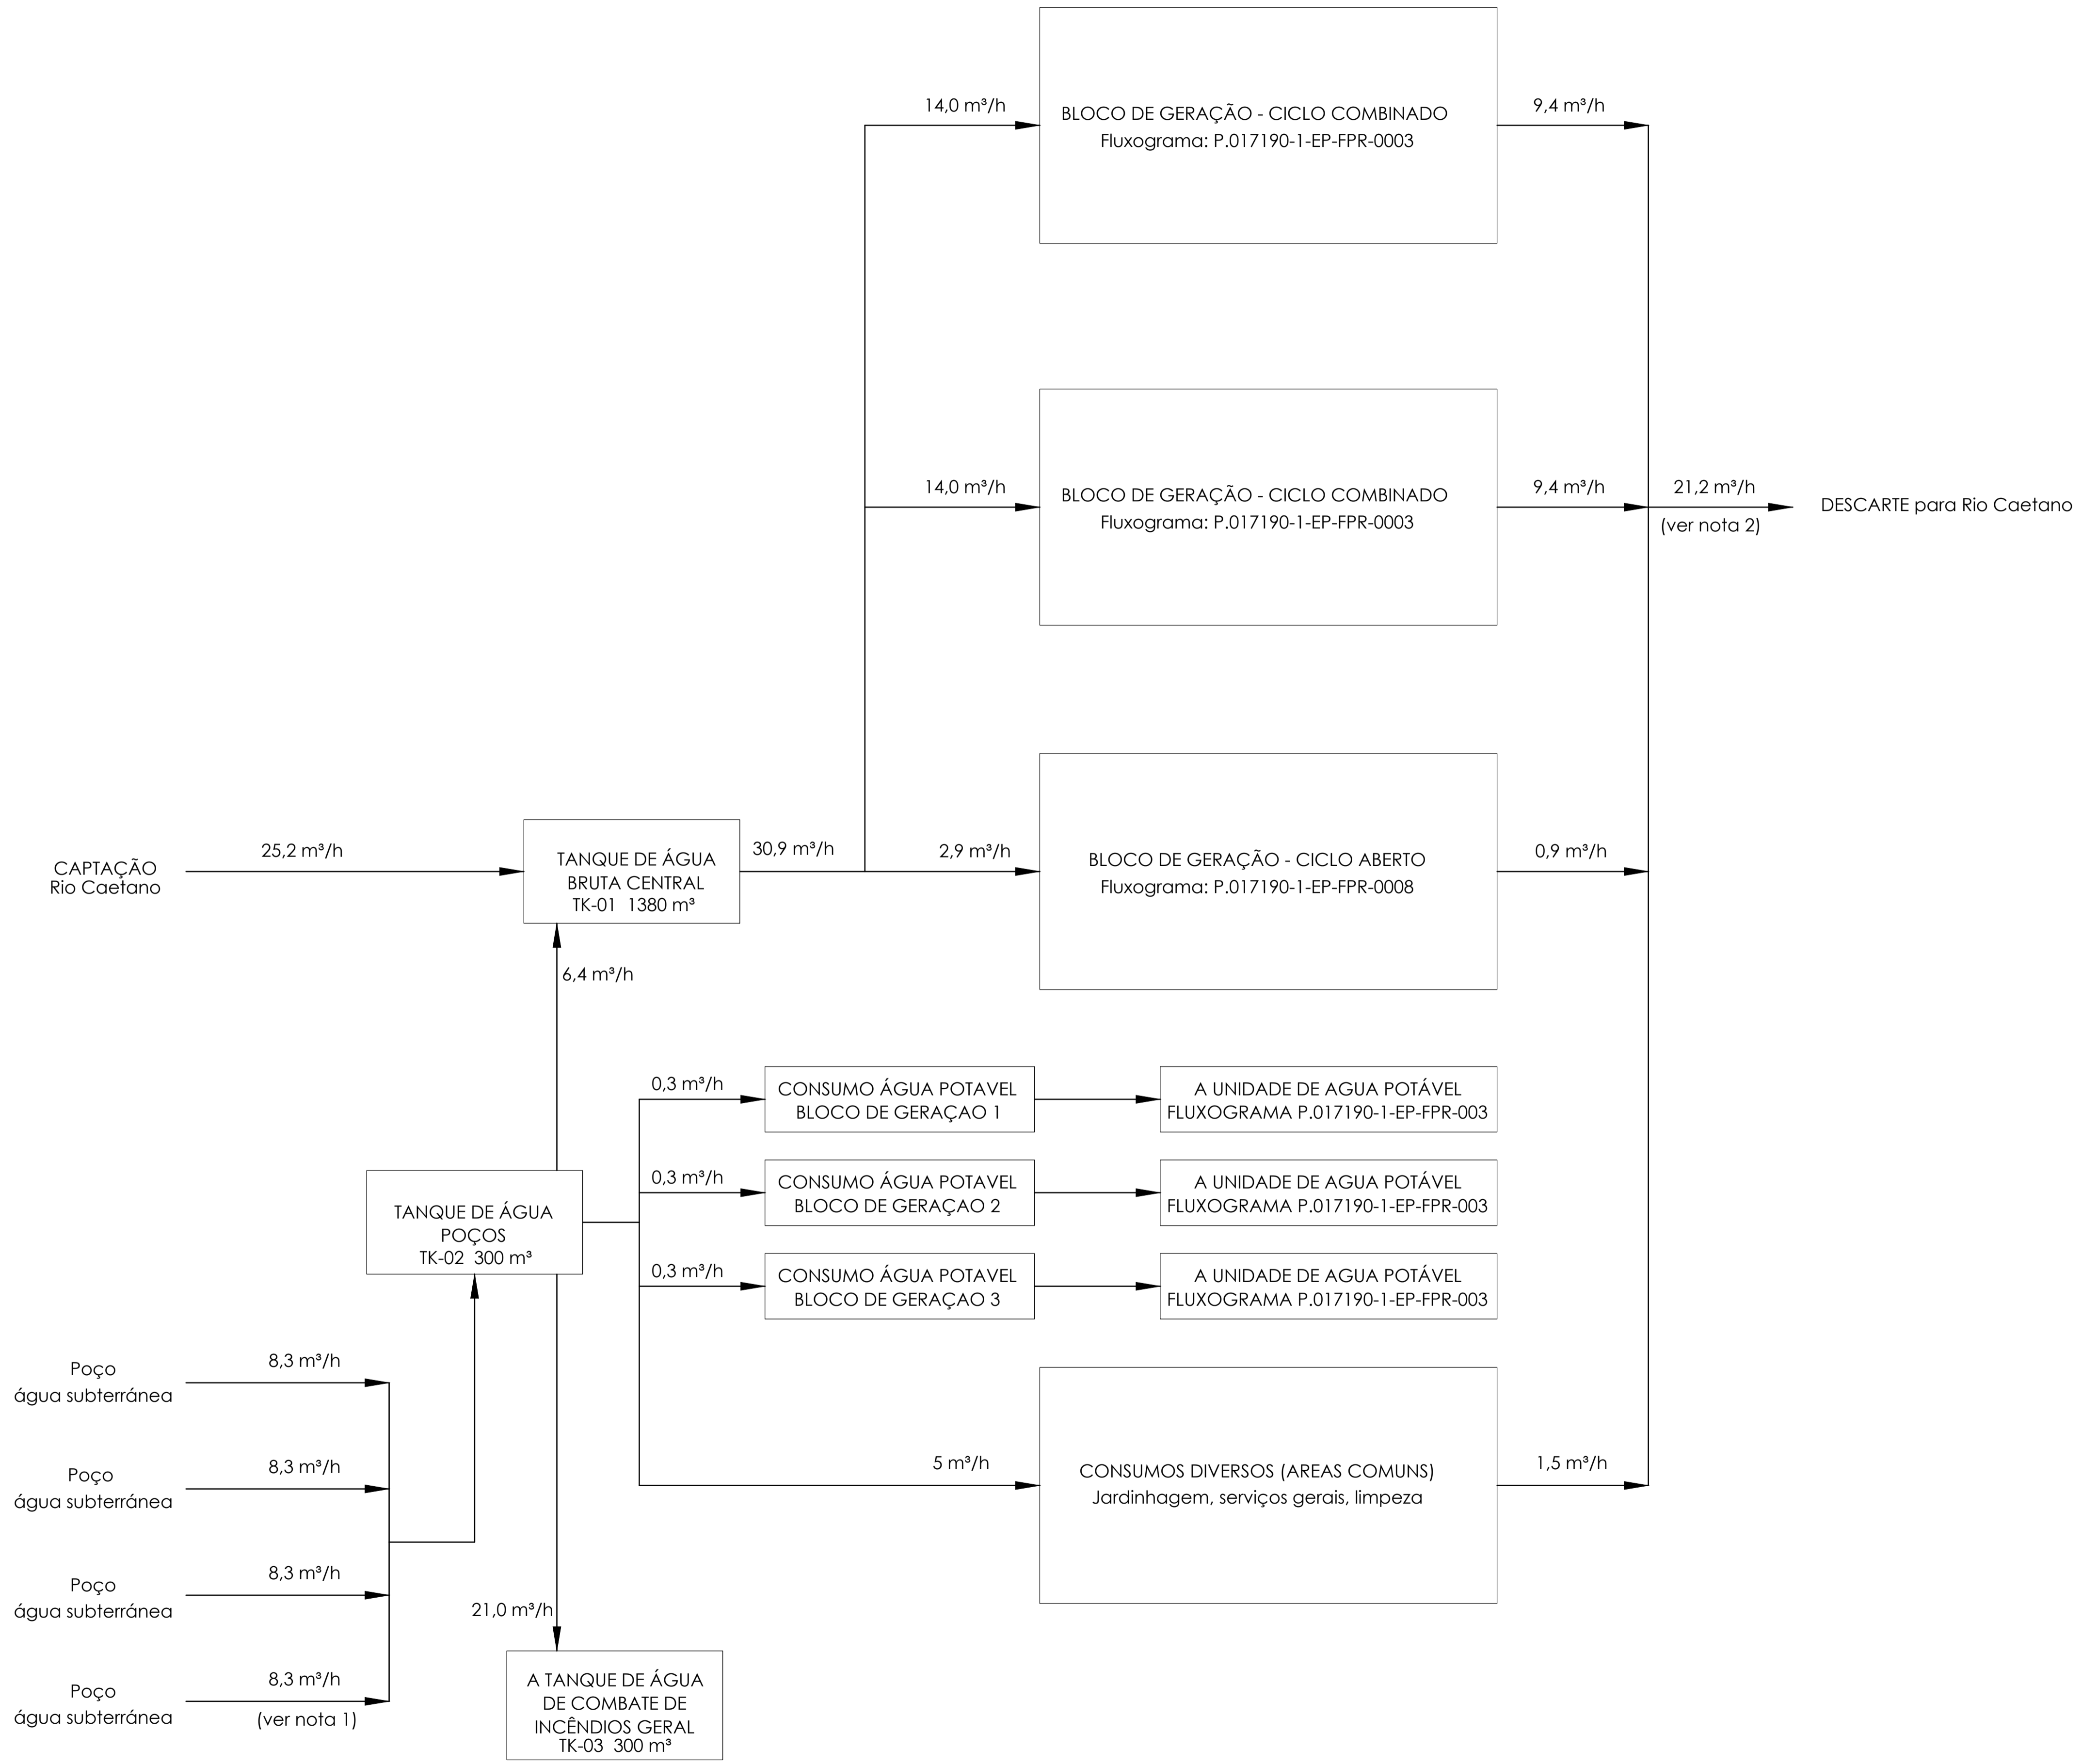 14,0 m³/h
BLOCO DE GERAÇÃO - CICLO COMBINADO
Fluxograma: P.017190-1-EP-FPR-0003
9,4 m³/h
14,0 m³/h
BLOCO DE GERAÇÃO - CICLO COMBINADO
Fluxograma: P.017190-1-EP-FPR-0003
9,4 m³/h
21,2 m³/h
(ver nota 2)
DESCARTE para Rio Caetano
CAPTAÇÃO
Rio Caetano
25,2 m³/h
TANQUE DE ÁGUA
BRUTA CENTRAL
TK-01 1380 m³
30,9 m³/h
2,9 m³/h
BLOCO DE GERAÇÃO - CICLO ABERTO
Fluxograma: P.017190-1-EP-FPR-0008
0,9 m³/h
6,4 m³/h
0,3 m³/h
CONSUMO ÁGUA POTAVEL
BLOCO DE GERAÇAO 1
A UNIDADE DE AGUA POTÁVEL
FLUXOGRAMA P.017190-1-EP-FPR-003
0,3 m³/h
CONSUMO ÁGUA POTAVEL
BLOCO DE GERAÇAO 2
A UNIDADE DE AGUA POTÁVEL
FLUXOGRAMA P.017190-1-EP-FPR-003
TANQUE DE ÁGUA
POÇOS
TK-02 300 m³
0,3 m³/h
CONSUMO ÁGUA POTAVEL
BLOCO DE GERAÇAO 3
A UNIDADE DE AGUA POTÁVEL
FLUXOGRAMA P.017190-1-EP-FPR-003
Poço
água subterránea
8,3 m³/h
Poço
água subterránea
8,3 m³/h
5 m³/h
CONSUMOS DIVERSOS (AREAS COMUNS)
Jardinhagem, serviços gerais, limpeza
1,5 m³/h
Poço
água subterránea
8,3 m³/h
21,0 m³/h
Poço
água subterránea
8,3 m³/h
(ver nota 1)
A TANQUE DE ÁGUA
DE COMBATE DE
INCÊNDIOS GERAL
TK-03 300 m³